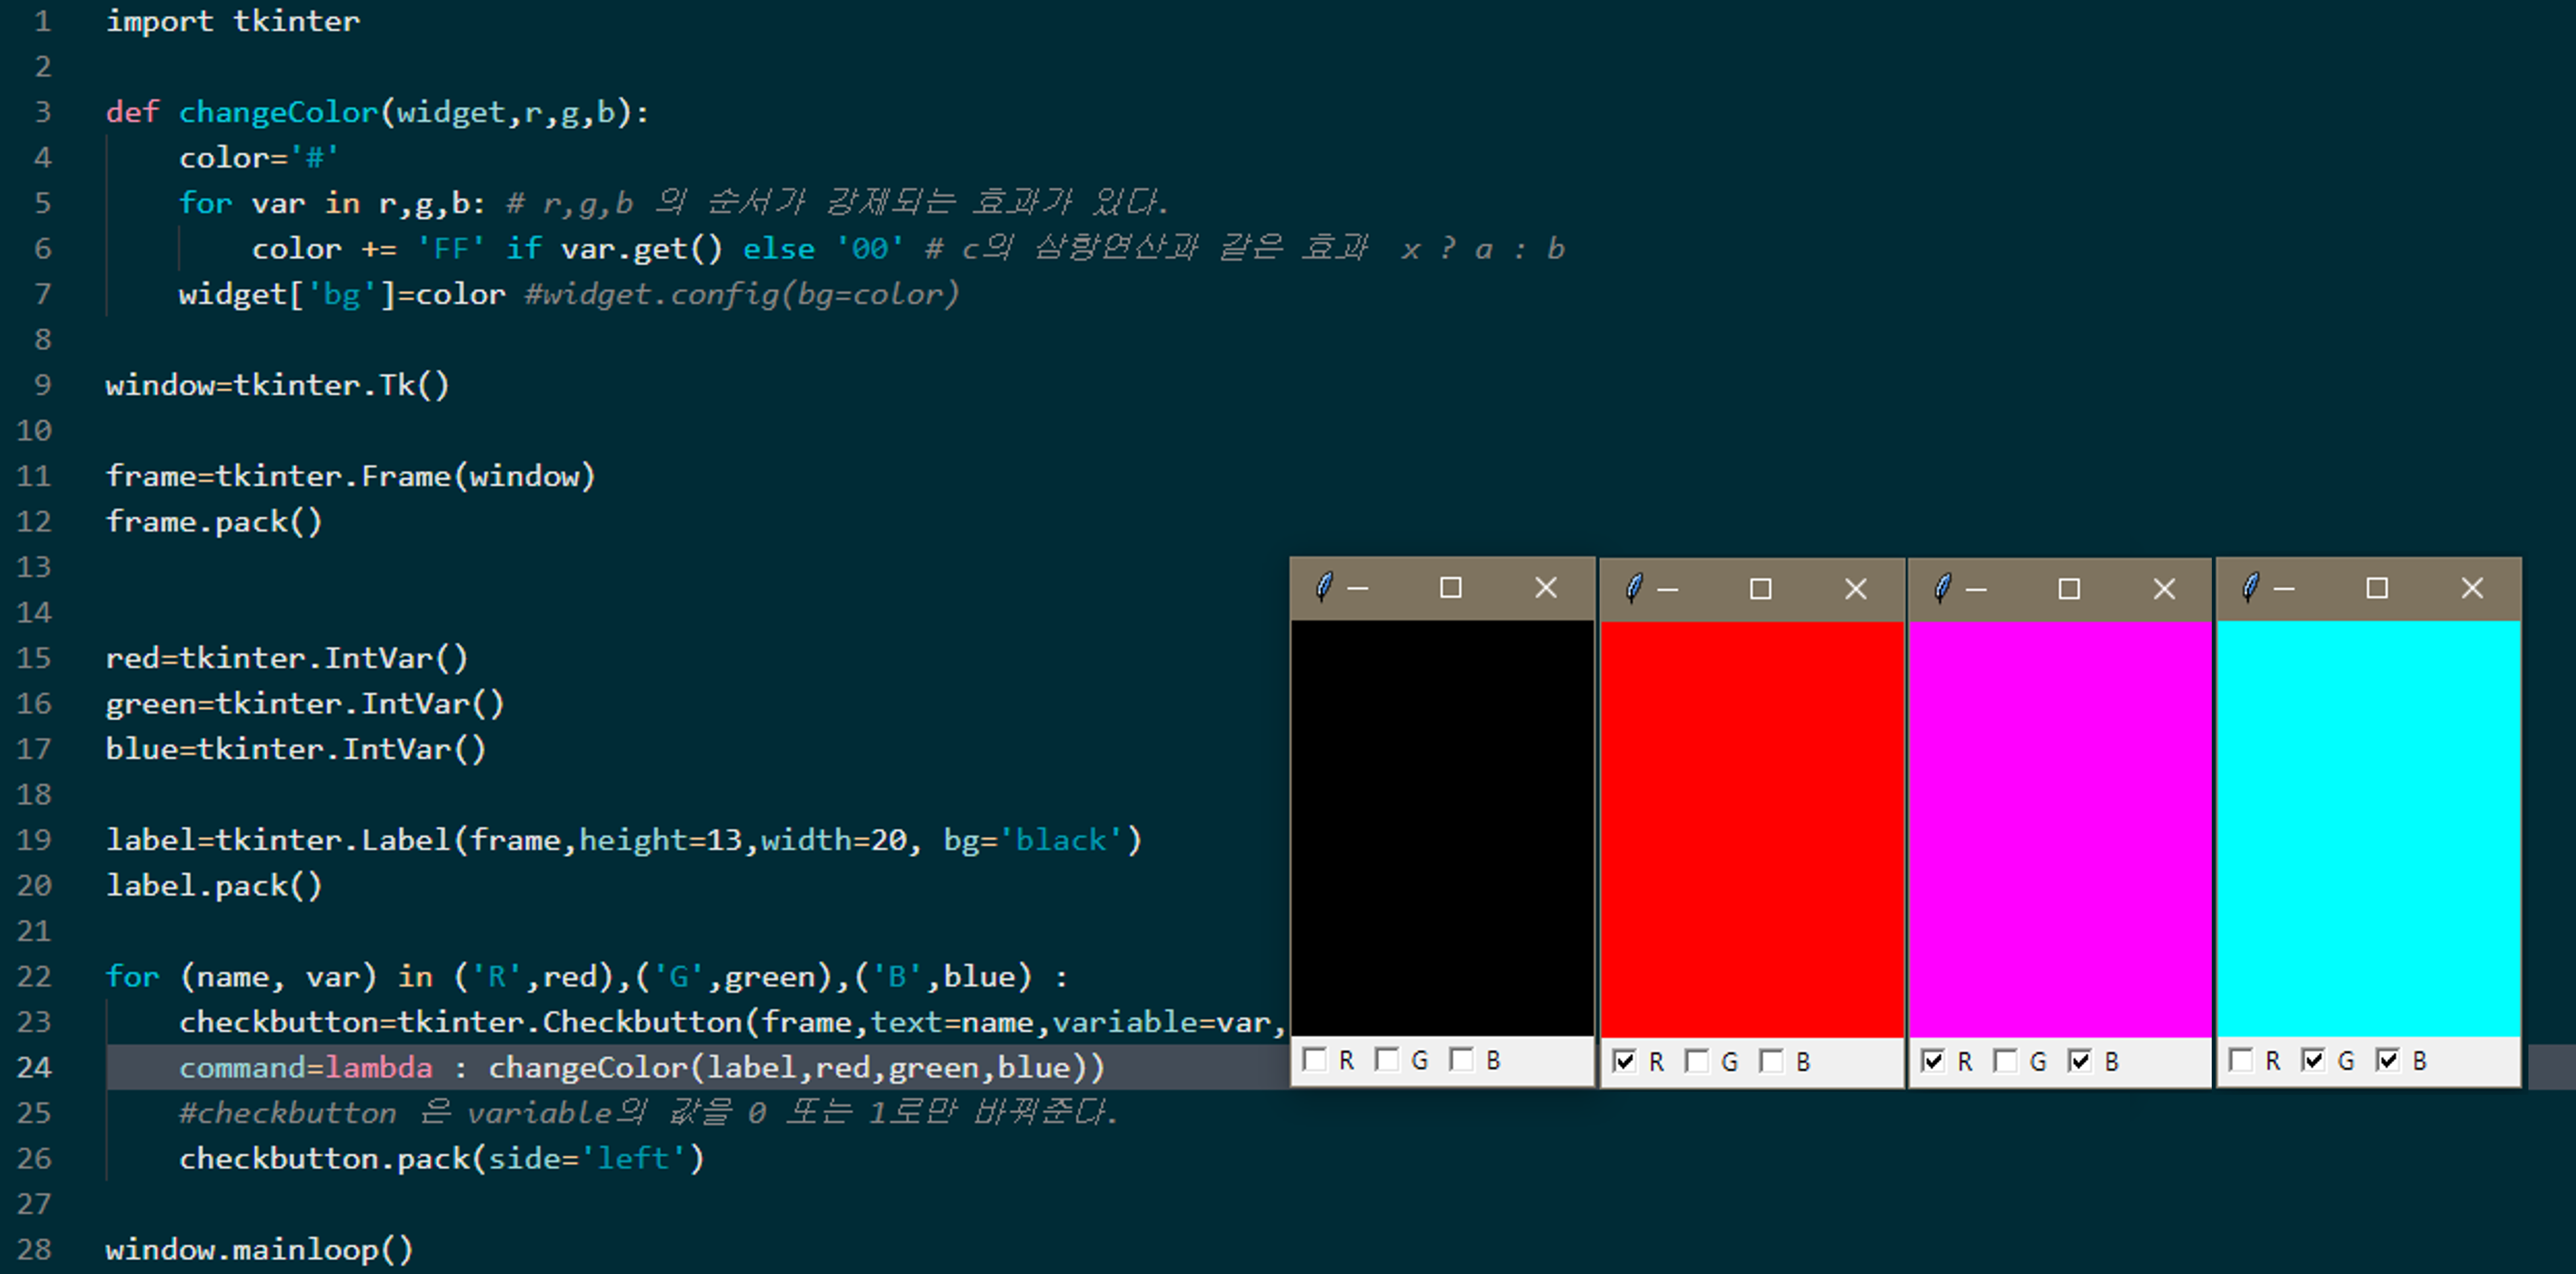 1 import tkinter
2
3 def changeColor(widget,r,g,b):
4 color='#'
5 for var in r,g,b: # r,g,b 의 순서가 강제되는 효과가 있다.
6 color += 'FF' if var.get() else '00' # c의 삼항연산과 같은 효과 x ? a : b
7 widget['bg']=color #widget.config(bg=color)
8
9 window=tkinter.Tk()
10
11 frame=tkinter.Frame(window)
12 frame.pack()
13
14
15 red=tkinter.IntVar()
16 green=tkinter.IntVar()
17 blue=tkinter.IntVar()
18
19 label=tkinter.Label(frame,height=13,width=20, bg='black')
20 label.pack()
21
22 for (name, var) in ('R',red),('G',green),('B',blue) :
23 checkbutton=tkinter.Checkbutton(frame,text=name,variable=var,
24 command=lambda : changeColor(label,red,green,blue))
25 #checkbutton 은 variable의 값을 0 또는 1로만 바꿔준다.
26 checkbutton.pack(side='left')
27
28 window.mainloop()
R G B
R G B
R G B
R G B